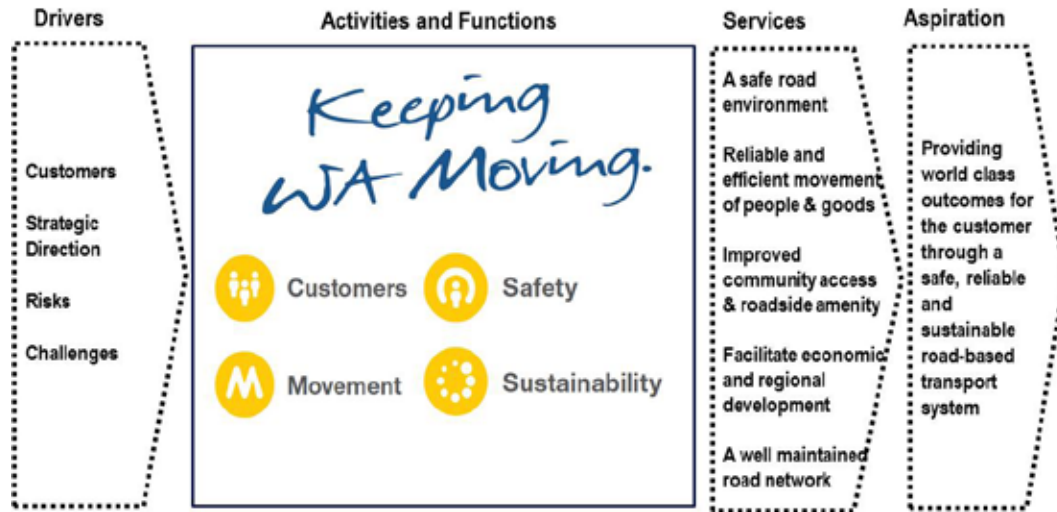 Drivers
Customers
Strategic
Direction
Risks
Challenges
Activities and Functions
Keeping
WA Moving.
Customers
Safety
Movement
Sustainability
Services
A safe road
environment
Reliable and
efficient movement
of people & goods
Improved
community access
& roadside amenity
Facilitate economic
and regional
development
A well maintained
road network
Aspiration
Providing
world class
outcomes for
the customer
through a
safe, reliable
and
sustainable
road-based
transport
system